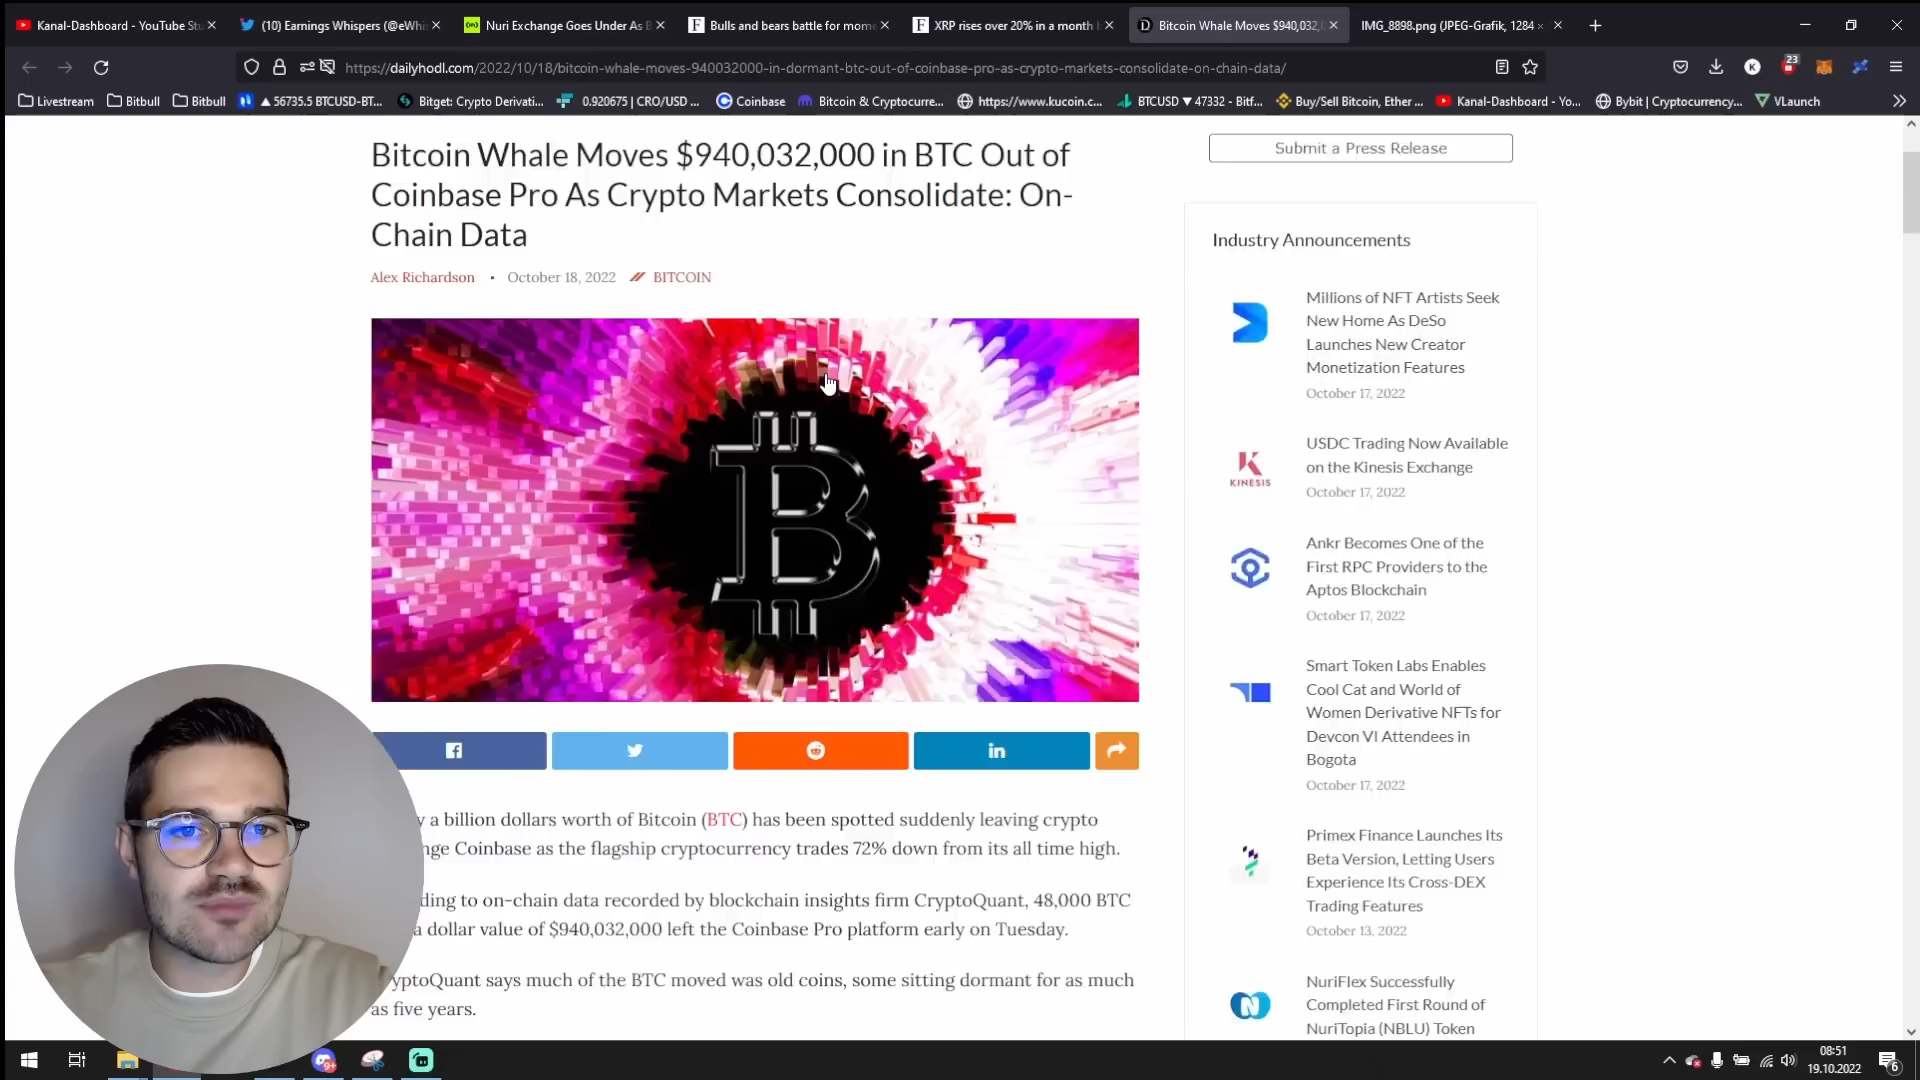 Kanal-Dashboard - YouTube Stu
(10) Earnings Whispers (@eWhi
Nuri Exchange Goes Under As B
Bulls and bears battle for mome
XRP rises over 20% in a month b
Bitcoin Whale Moves $940,032,0
IMG_8898.png (JPEG-Grafik, 1284 ×
https://dailyhodl.com/2022/10/18/bitcoin-whale-moves-940032000-in-dormant-btc-out-of-coinbase-pro-as-crypto-markets-consolidate-on-chain-data/
23
Livestream
Bitbull
Bitbull
▲ 56735.5 BTCUSD-BT...
Bitget: Crypto Derivati...
0.920675 | CRO/USD ...
Coinbase
Bitcoin & Cryptocurre...
https://www.kucoin.c...
BTCUSD ▼ 47332 - Bitf...
Buy/Sell Bitcoin, Ether ...
Kanal-Dashboard - Yo...
Bybit | Cryptocurrency...
VLaunch
Bitcoin Whale Moves $940,032,000 in BTC Out of
Coinbase Pro As Crypto Markets Consolidate: On-
Chain Data
Alex Richardson • October 18, 2022 BITCOIN
a billion dollars worth of Bitcoin (BTC) has been spotted suddenly leaving crypto
nge Coinbase as the flagship cryptocurrency trades 72% down from its all time high.
ding to on-chain data recorded by blockchain insights firm CryptoQuant, 48,000 BTC
a dollar value of $940,032,000 left the Coinbase Pro platform early on Tuesday.
yptoQuant says much of the BTC moved was old coins, some sitting dormant for as much
as five years.
Submit a Press Release
Industry Announcements
Millions of NFT Artists Seek
New Home As DeSo
Launches New Creator
Monetization Features
October 17, 2022
KINESIS
USDC Trading Now Available
on the Kinesis Exchange
October 17, 2022
Ankr Becomes One of the
First RPC Providers to the
Aptos Blockchain
October 17, 2022
Smart Token Labs Enables
Cool Cat and World of
Women Derivative NFTs for
Devcon VI Attendees in
Bogota
October 17, 2022
Primex Finance Launches Its
Beta Version, Letting Users
Experience Its Cross-DEX
Trading Features
October 13, 2022
NuriFlex Successfully
Completed First Round of
NuriTopia (NBLU) Token
9+
08:51
19.10.2022
6